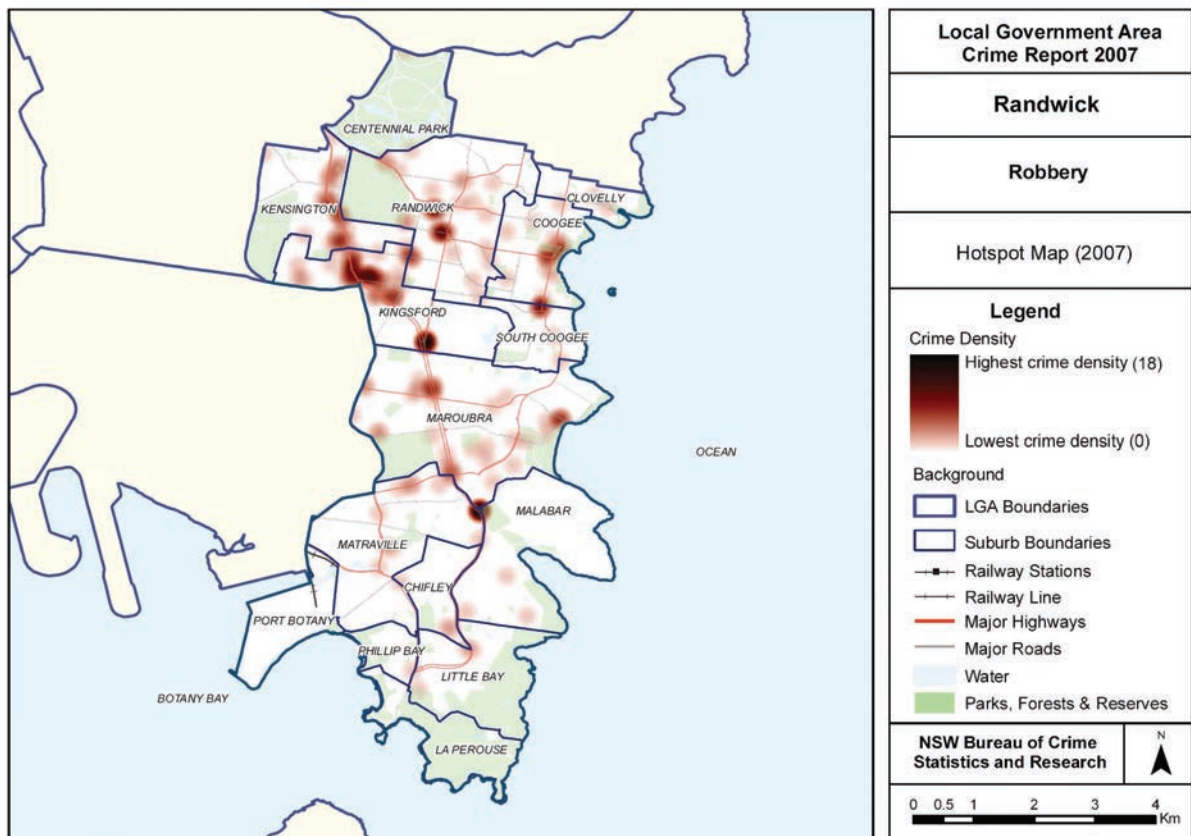 CENTENNIAL PARK
CLOVELLY
KENSINGTON
RANDWICK
COOGEE
KINGSFORD
SOUTH COOGEE
MAROUBRA
OCEAN
MALABAR
MATRAVILLE
CHIFLEY
PORT BOTANY
PHILLIP BAY
LITTLE BAY
BOTANY BAY
LA PEROUSE
Local Government Area
Crime Report 2007
Randwick
Robbery
Hotspot Map (2007)
Legend
Crime Density
Highest crime density (18)
Lowest crime density (0)
Background
LGA Boundaries
Suburb Boundaries
Railway Stations
Railway Line
Major Highways
Major Roads
Water
Parks, Forests & Reserves
NSW Bureau of Crime
Statistics and Research
N
0 0.5 1 2 3 4
Km